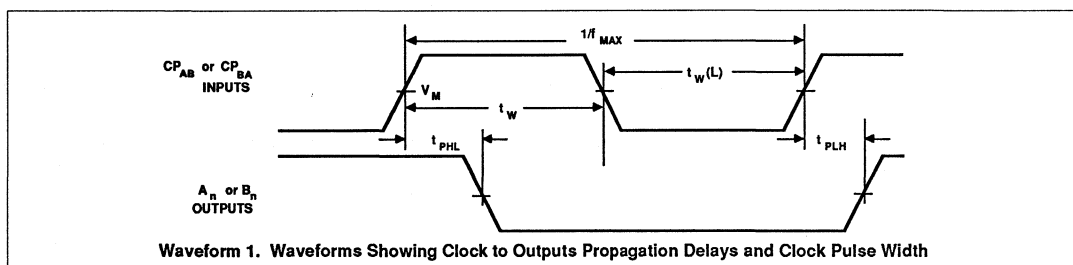 1/f MAX
CP AB or CP BA
INPUTS
V M
t W (L)
t W
t PHL
t PLH
A n or B n
OUTPUTS
Waveform 1. Waveforms Showing Clock to Outputs Propagation Delays and Clock Pulse Width